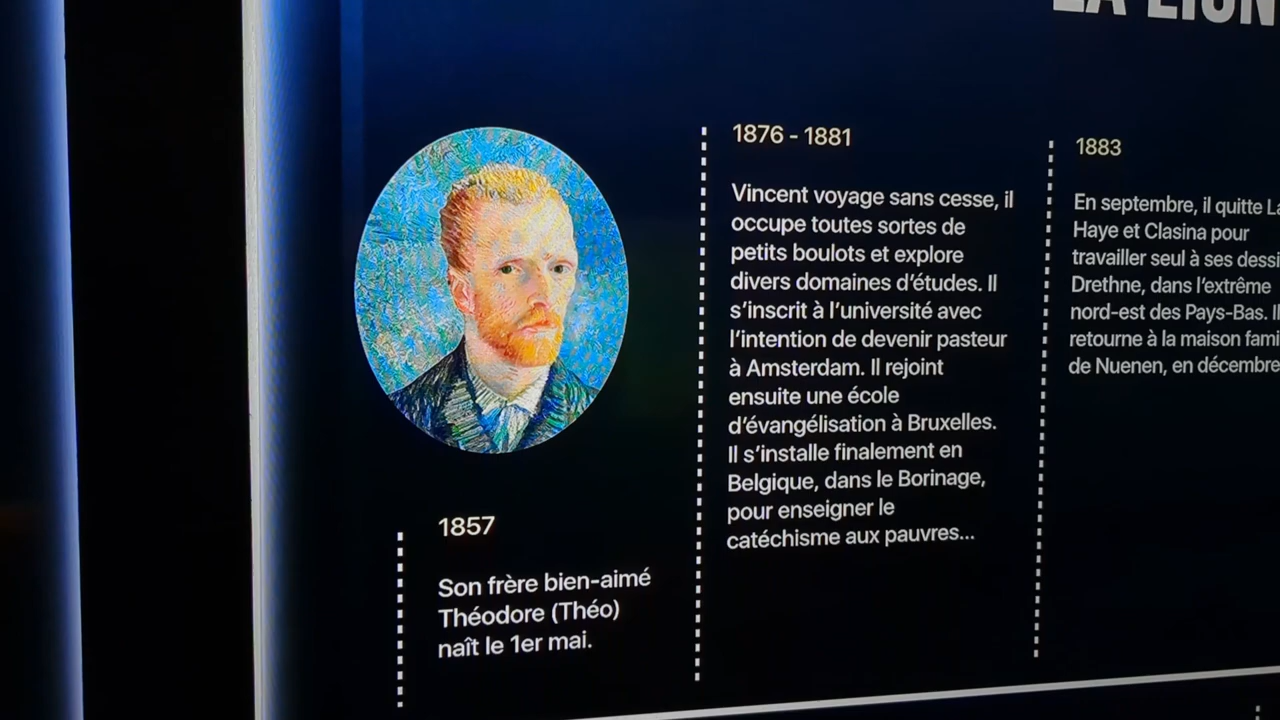 1857
Son frère bien-aimé
Théodore (Théo)
naît le 1er mai.
1876 - 1881
Vincent voyage sans cesse, il
occupe toutes sortes de
petits boulots et explore
divers domaines d'études. Il
s'inscrit à l'université avec
l'intention de devenir pasteur
à Amsterdam. Il rejoint
ensuite une école
d'évangélisation à Bruxelles.
Il s'installe finalement en
Belgique, dans le Borinage,
pour enseigner le
catéchisme aux pauvres...
1883
En septembre, il quitte La
Haye et Clasina pour
travailler seul à ses
Drethne, dans l'extrême
nord-est des Pays-Bas. Il
retourne à la maison
de Nuenen, en décembre